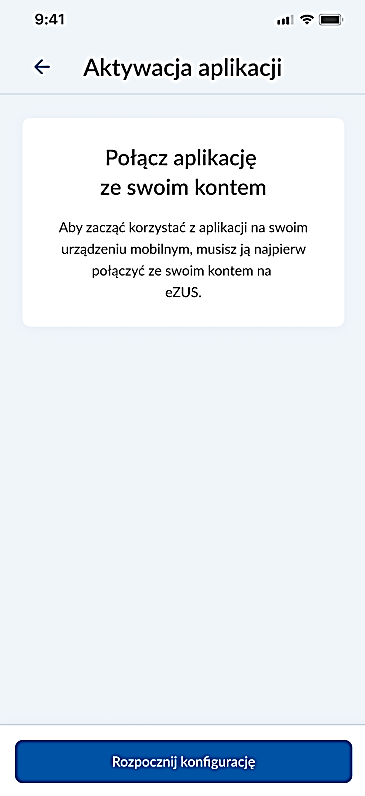 9:41
Aktywacja aplikacji
Połącz aplikację
ze swoim kontem
Aby zacząć korzystać z aplikacji na swoim
urządzeniu mobilnym, musisz ją najpierw
połączyć ze swoim kontem na
eZUS.
Rozpocznij konfigurację